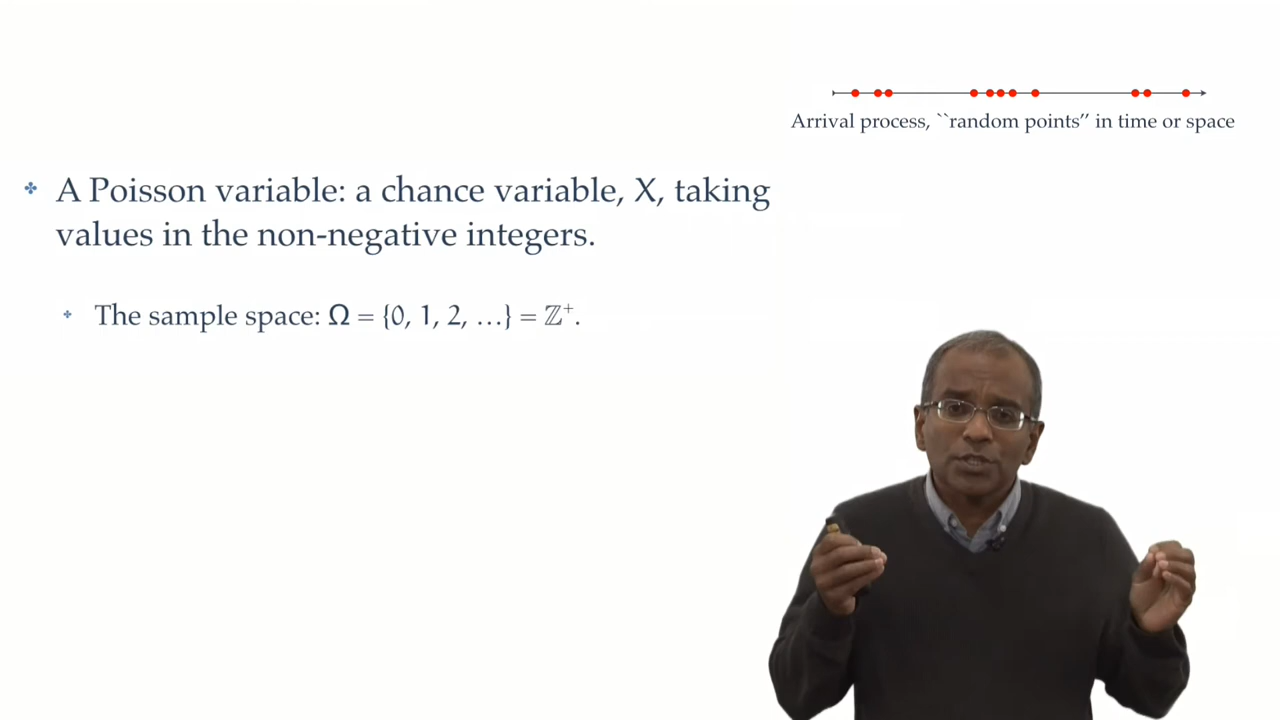 Arrival process, ``random points'' in time or space
✤ A Poisson variable: a chance variable, X, taking
values in the non-negative integers.
✦ The sample space: Ω = {0, 1, 2, …} = ℤ⁺.